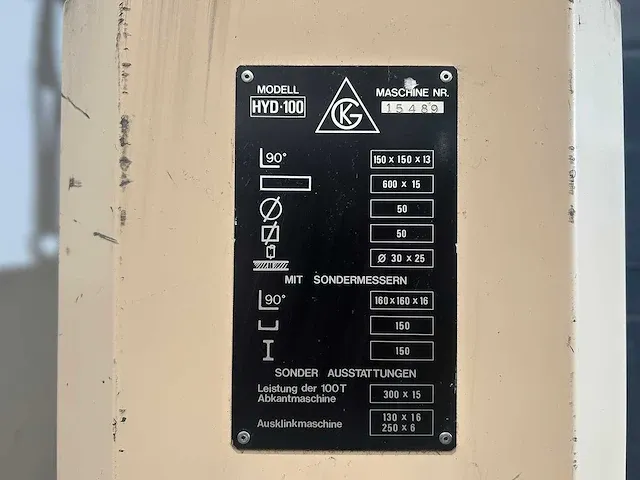 MODELL
HYD·100
KG
MASCHINE NR.
15489
90° 150 x 150 x 13
600 x 15
50
50
Ø 30 x 25
MIT SONDERMESSERN
90° 160 x 160 x 16
150
150
SONDER AUSSTATTUNGEN
Leistung der 100T
Abkantmaschine
300 x 15
Ausklinkmaschine
130 x 16
250 x 6